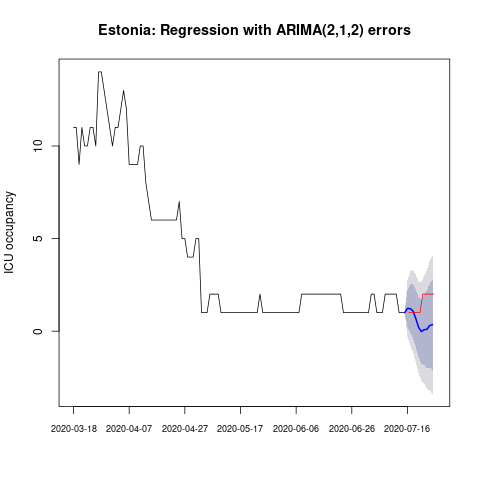 Estonia: Regression with ARIMA(2,1,2) errors
ICU occupancy
10
5
0
2020-03-18 2020-04-07 2020-04-27 2020-05-17 2020-06-06 2020-06-26 2020-07-16